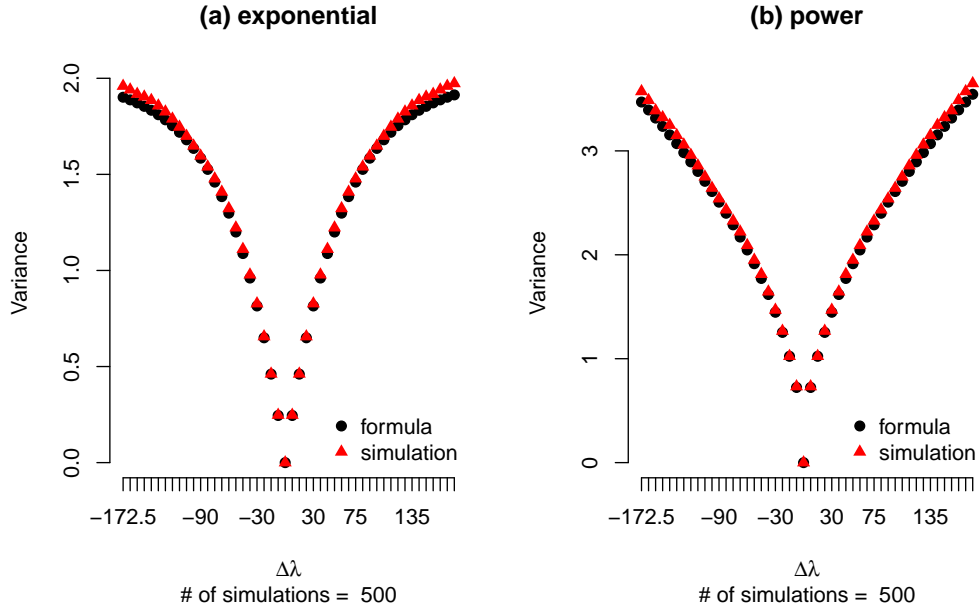 (a) exponential
Variance
2.0
1.5
1.0
0.5
0.0
formula
simulation
−172.5 −90 −30 30 75 135
Δλ
# of simulations = 500
(b) power
Variance
3
2
1
0
formula
simulation
−172.5 −90 −30 30 75 135
Δλ
# of simulations = 500